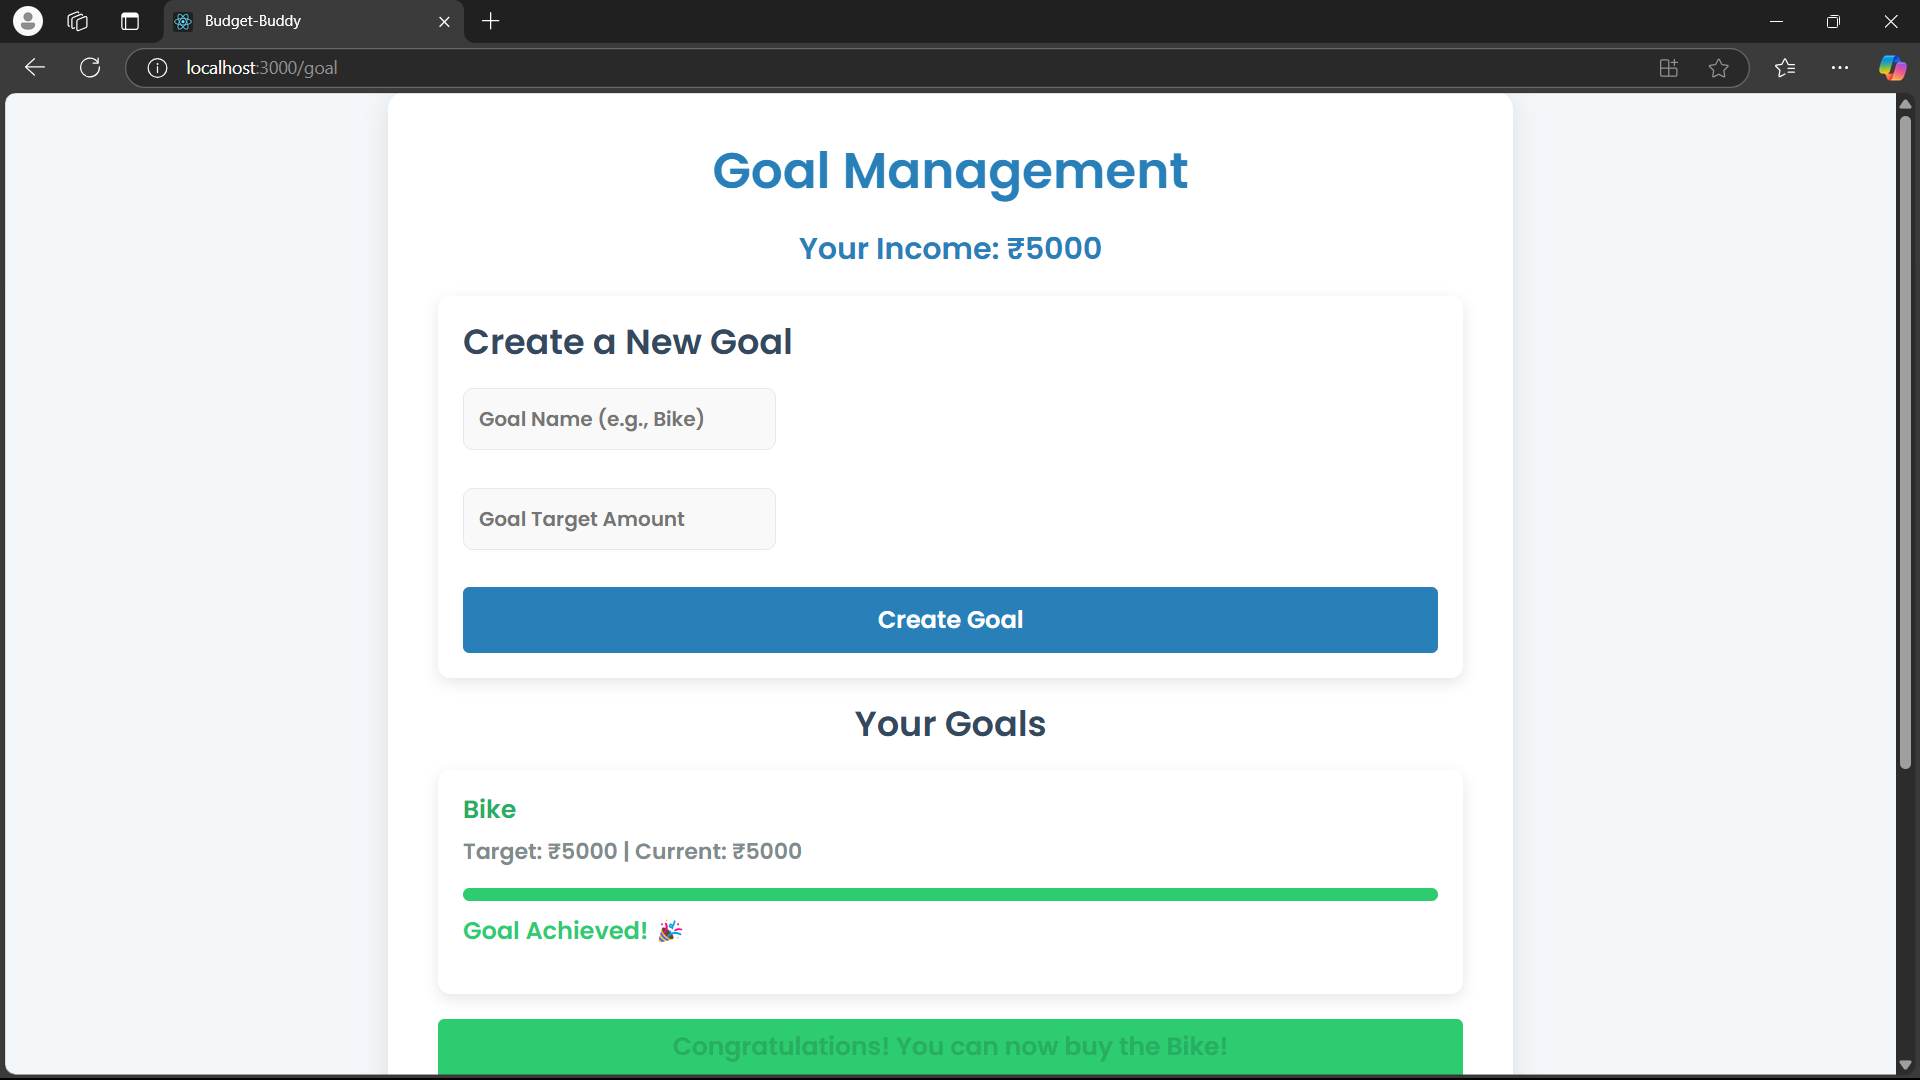 Budget-Buddy
localhost:3000/goal
Goal Management
Your Income: ₹5000
Create a New Goal
Goal Name (e.g., Bike)
Goal Target Amount
Create Goal
Your Goals
Bike
Target: ₹5000 | Current: ₹5000
Goal Achieved! 🎉
Congratulations! You can now buy the Bike!